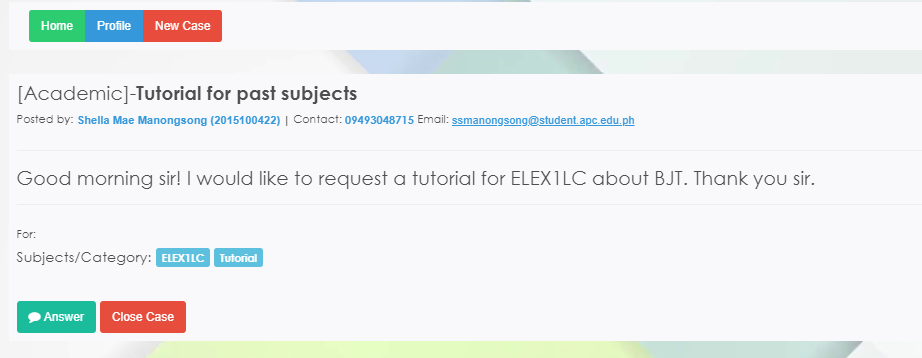 Home Profile New Case
[Academic]-Tutorial for past subjects
Posted by: Shella Mae Manongsong (2015100422) | Contact: 09493048715 Email: ssmanongsong@student.apc.edu.ph
Good morning sir! I would like to request a tutorial for ELEX1LC about BJT. Thank you sir.
For:
Subjects/Category: ELEX1LC Tutorial
Answer Close Case